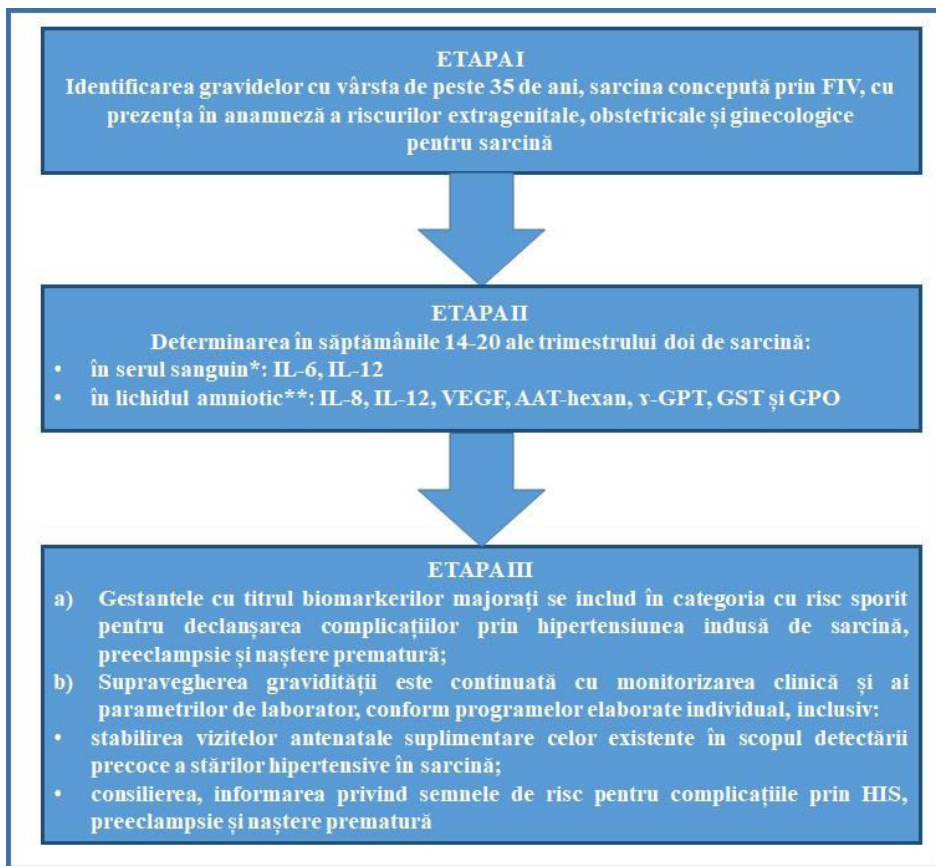 ETAPA I
Identificarea gravidelor cu vârsta de peste 35 de ani, sarcina concepută prin FIV, cu
prezența în anamneză a riscurilor extragenitale, obstetricale și ginecologice
pentru sarcină
ETAPA II
Determinarea în săptămânile 14-20 ale trimestrului doi de sarcină:
• în serul sanguin*: IL-6, IL-12
• în lichidul amniotic**: IL-8, IL-12, VEGF, AAT-hexan, ɤ-GPT, GST și GPO
ETAPA III
a) Gestantele cu titrul biomarkerilor majorați se includ în categoria cu risc sporit
pentru declanșarea complicațiilor prin hipertensiunea indusă de sarcină,
preeclampsie și naștere prematură;
b) Supravegherea gravidității este continuată cu monitorizarea clinică și ai
parametrilor de laborator, conform programelor elaborate individual, inclusiv:
• stabilirea vizitelor antenatale suplimentare celor existente în scopul detectării
precoce a stărilor hipertensive în sarcină;
• consilierea, informarea privind semnele de risc pentru complicațiile prin HIS,
preeclampsie și naștere prematură